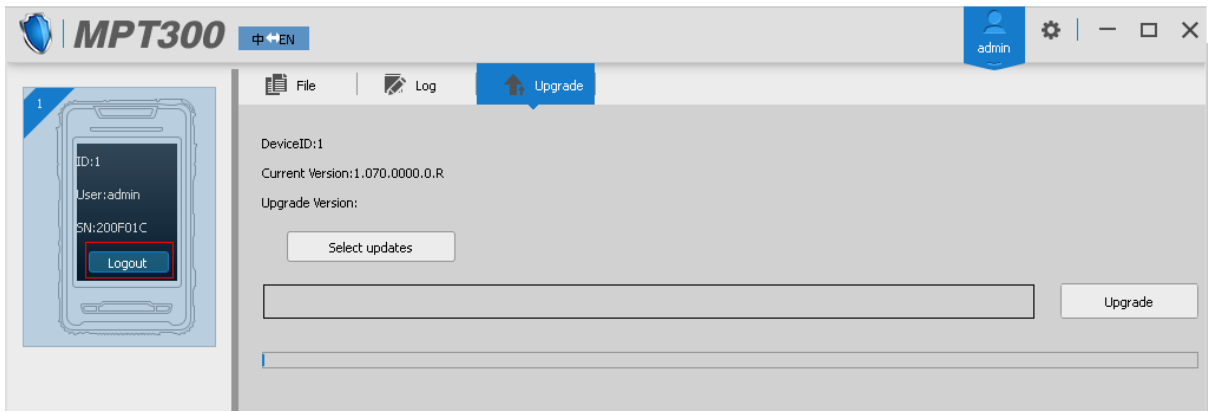 MPT300
中 EN
admin
File
Log
Upgrade
1
ID:1
User:admin
SN:200F01C
Logout
DeviceID:1
Current Version:1.070.0000.0.R
Upgrade Version:
Select updates
Upgrade